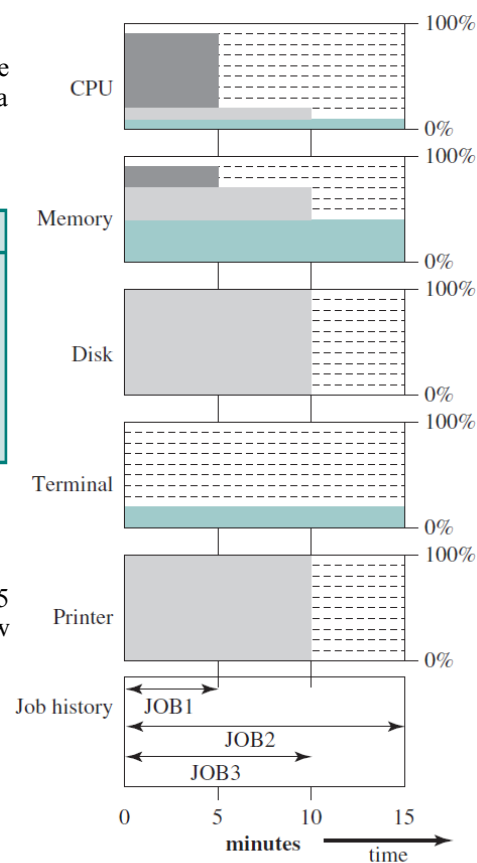 100%
e
CPU
a
0%
100%
Memory
0%
100%
Disk
0%
100%
Terminal
0%
100%
5
Printer
w
0%
Job history
JOB1
JOB2
JOB3
0 5 10 15
minutes
time